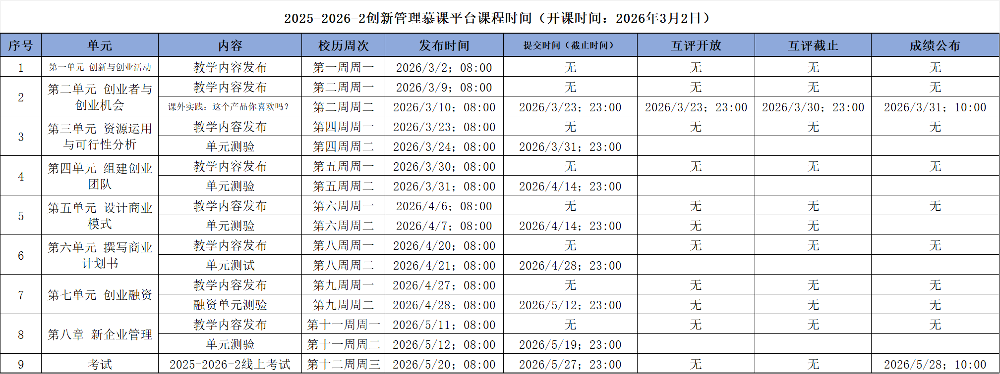 2025-2026-2创新管理慕课平台课程时间（开课时间：2026年3月2日）
序号 单元 内容 校历周次 发布时间 提交时间（截止时间） 互评开放 互评截止 成绩公布
1 第一单元 创新与创业活动 教学内容发布 第一周周一 2026/3/2；08:00 无 无 无 无
2 第二单元 创业者与
创业机会
教学内容发布 第二周周一 2026/3/9；08:00 无 无 无 无
课外实践：这个产品你喜欢吗？ 第二周周二 2026/3/10；08:00 2026/3/23；23:00 2026/3/23；23:00 2026/3/30；23:00 2026/3/31；10:00
3 第三单元 资源运用
与可行性分析
教学内容发布 第四周周一 2026/3/23；08:00 无 无 无 无
单元测验 第四周周二 2026/3/24；08:00 2026/3/31；23:00
4 第四单元 组建创业
团队
教学内容发布 第五周周一 2026/3/30；08:00 无 无 无 无
单元测验 第五周周二 2026/3/31；08:00 2026/4/14；23:00
5 第五单元 设计商业
模式
教学内容发布 第六周周一 2026/4/6；08:00 无 无 无 无
单元测验 第六周周二 2026/4/7；08:00 2026/4/14；23:00 无 无
6 第六单元 撰写商业
计划书
教学内容发布 第八周周一 2026/4/20；08:00 无 无 无 无
单元测试 第八周周二 2026/4/21；08:00 2026/4/28；23:00
7 第七单元 创业融资
教学内容发布 第九周周一 2026/4/27；08:00 无 无 无 无
融资单元测验 第九周周二 2026/4/28；08:00 2026/5/12；23:00 无 无 无
8 第八章 新企业管理
教学内容发布 第十一周周一 2026/5/11；08:00 无 无 无 无
单元测验 第十一周周二 2026/5/12；08:00 2026/5/19；23:00
9 考试 2025-2026-2线上考试 第十二周周三 2026/5/20；08:00 2026/5/27；23:00 无 无 2026/5/28；10:00